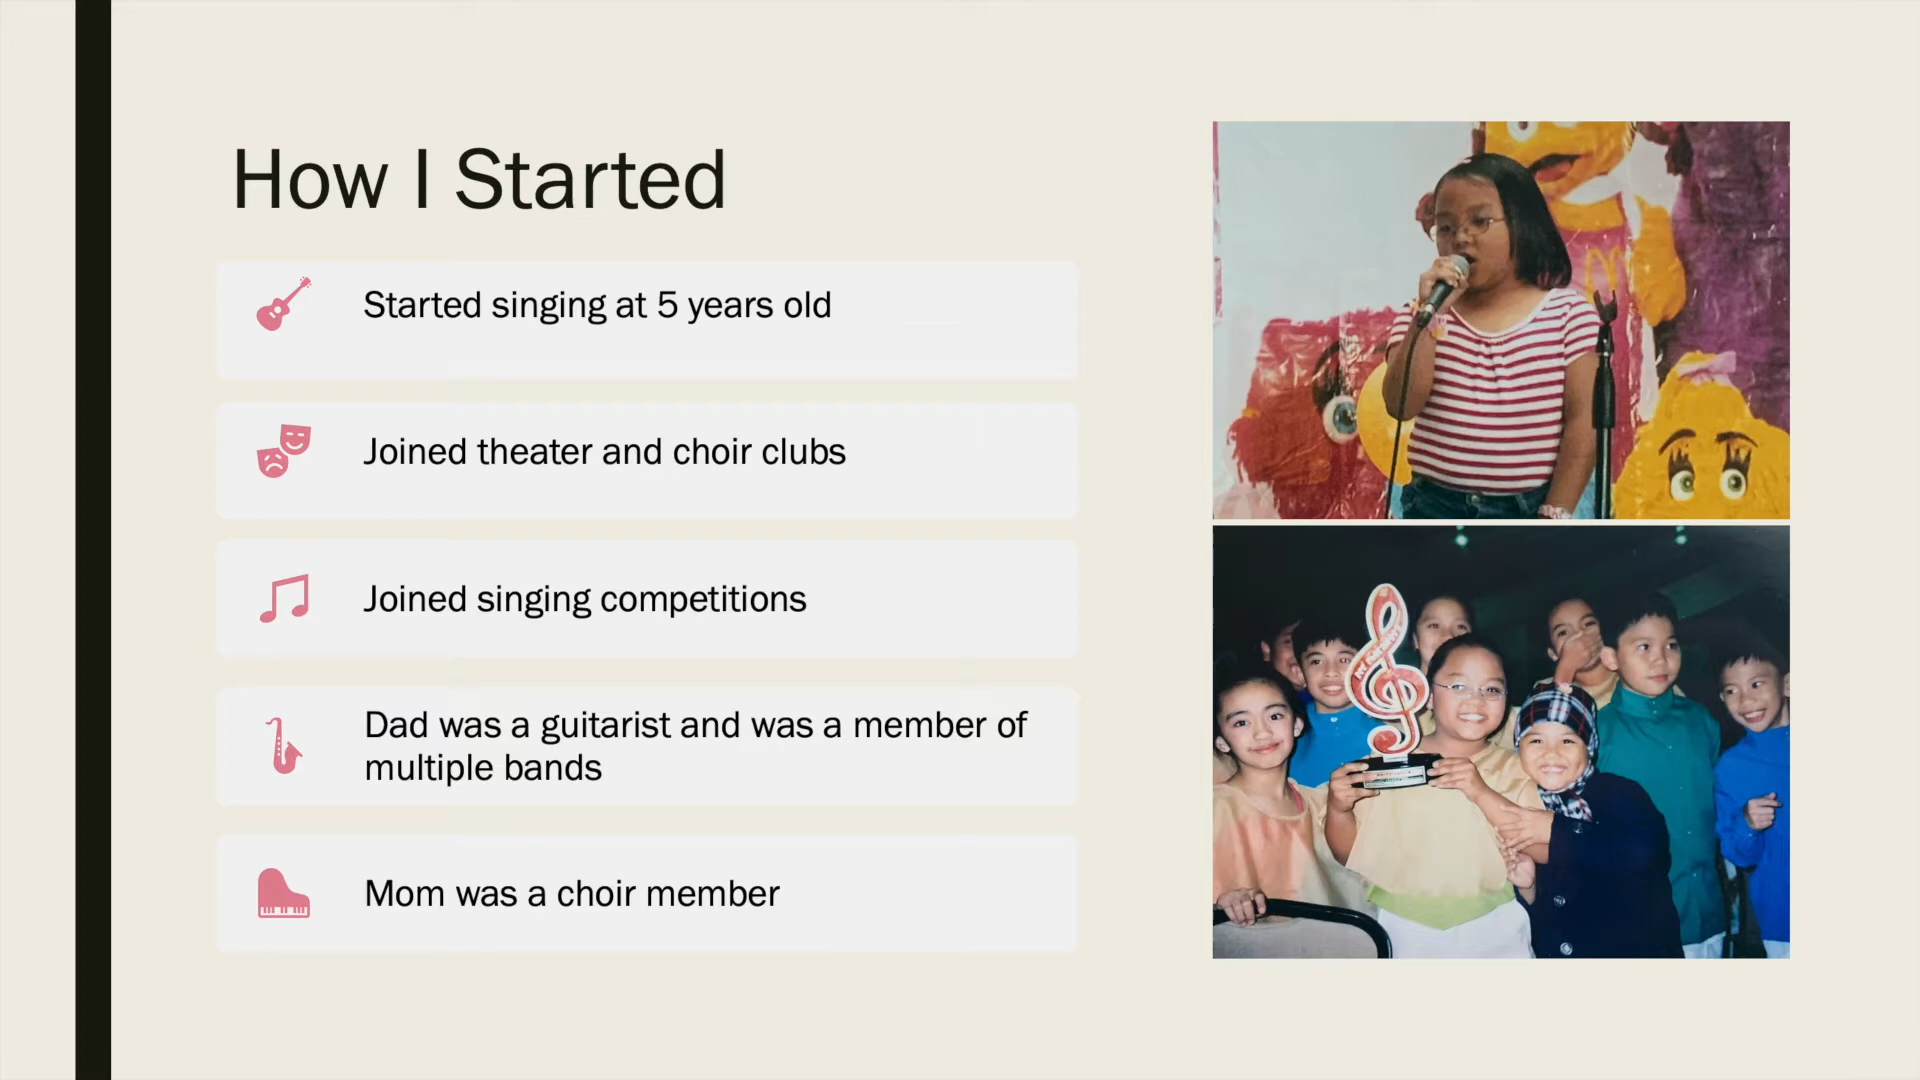 How I Started
Started singing at 5 years old
Joined theater and choir clubs
Joined singing competitions
Dad was a guitarist and was a member of
multiple bands
Mom was a choir member